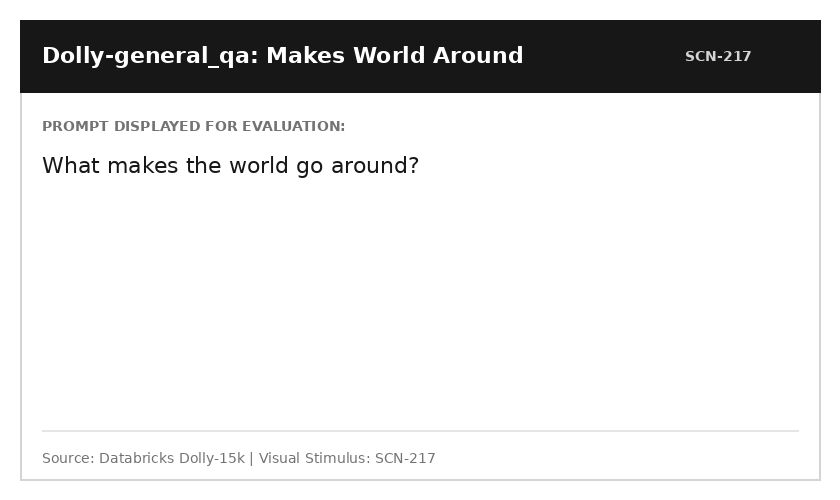 Dolly-general_qa: Makes World Around
SCN-217
PROMPT DISPLAYED FOR EVALUATION:
What makes the world go around?
Source: Databricks Dolly-15k | Visual Stimulus: SCN-217